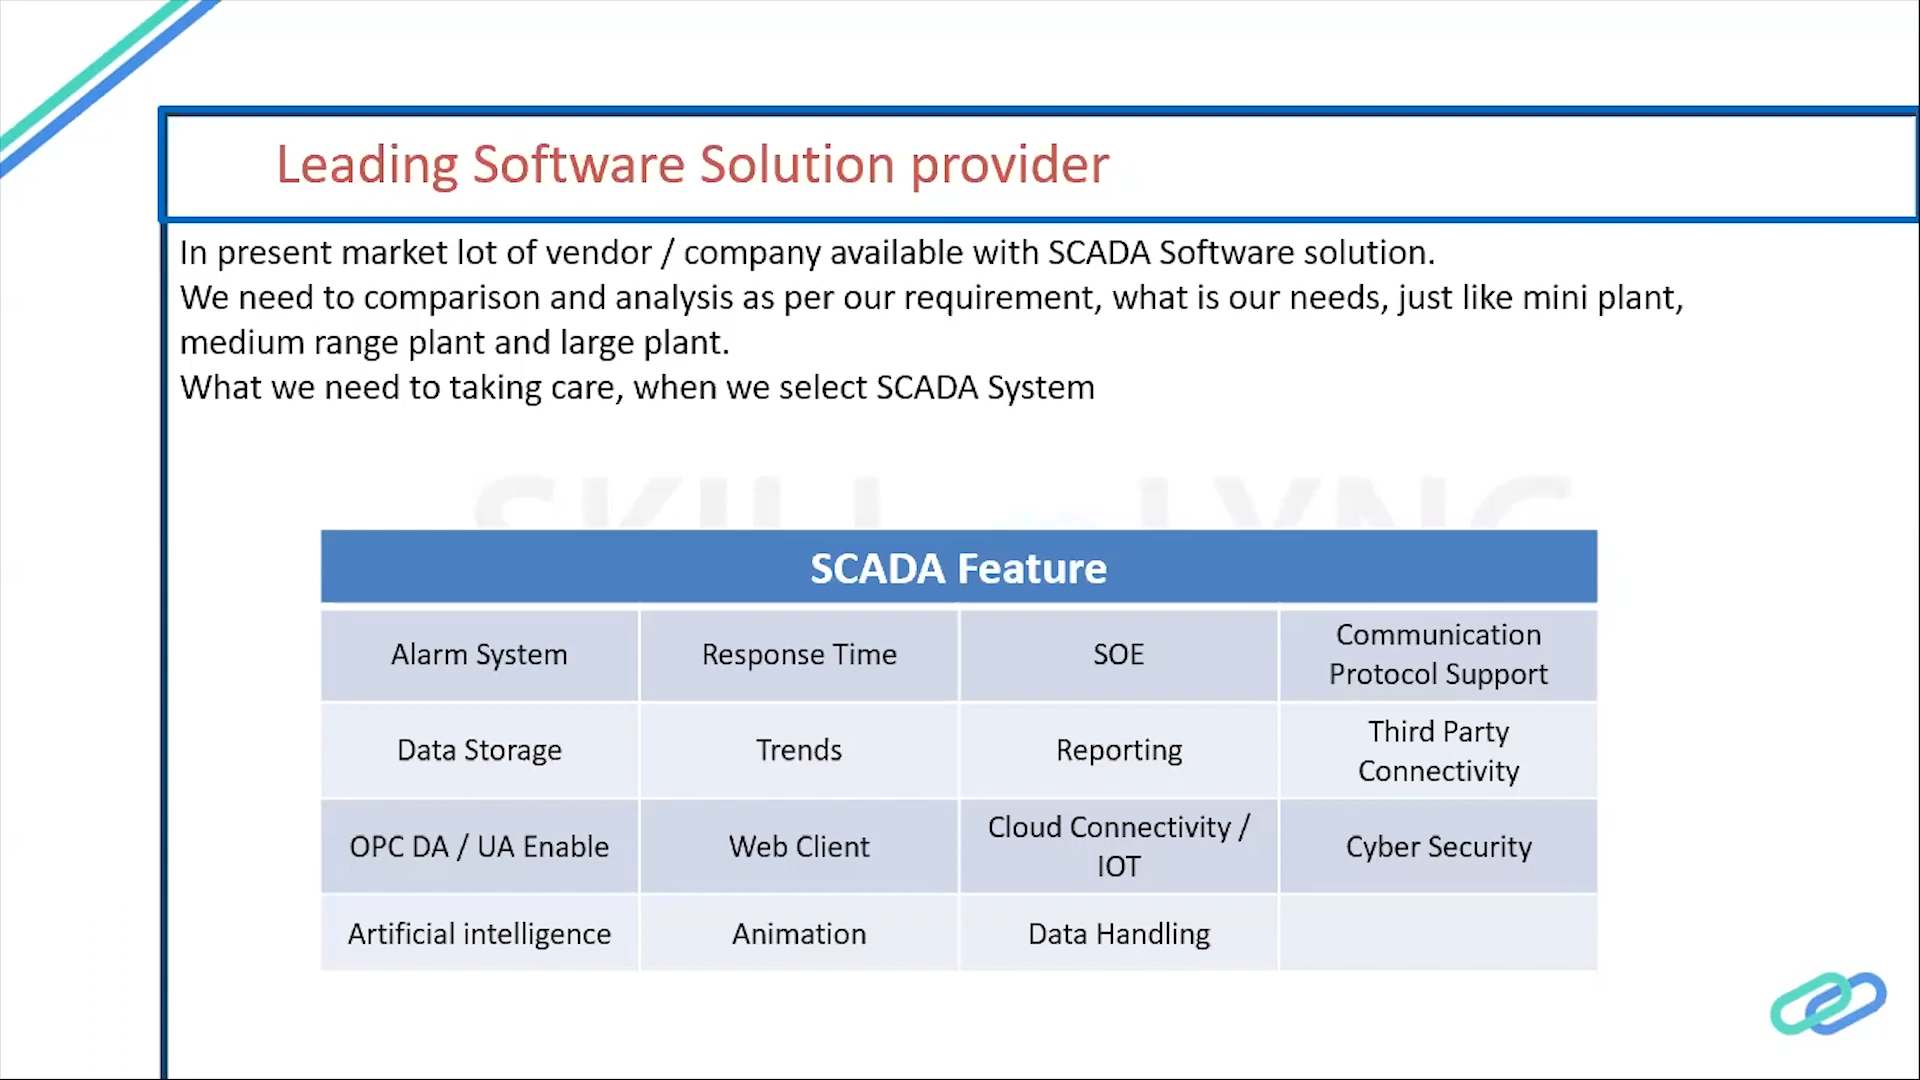 Leading Software Solution provider
In present market lot of vendor / company available with SCADA Software solution.
We need to comparison and analysis as per our requirement, what is our needs, just like mini plant,
medium range plant and large plant.
What we need to taking care, when we select SCADA System
SCADA Feature
Alarm System
Response Time
SOE
Communication
Protocol Support
Data Storage
Trends
Reporting
Third Party
Connectivity
OPC DA / UA Enable
Web Client
Cloud Connectivity /
IOT
Cyber Security
Artificial intelligence
Animation
Data Handling